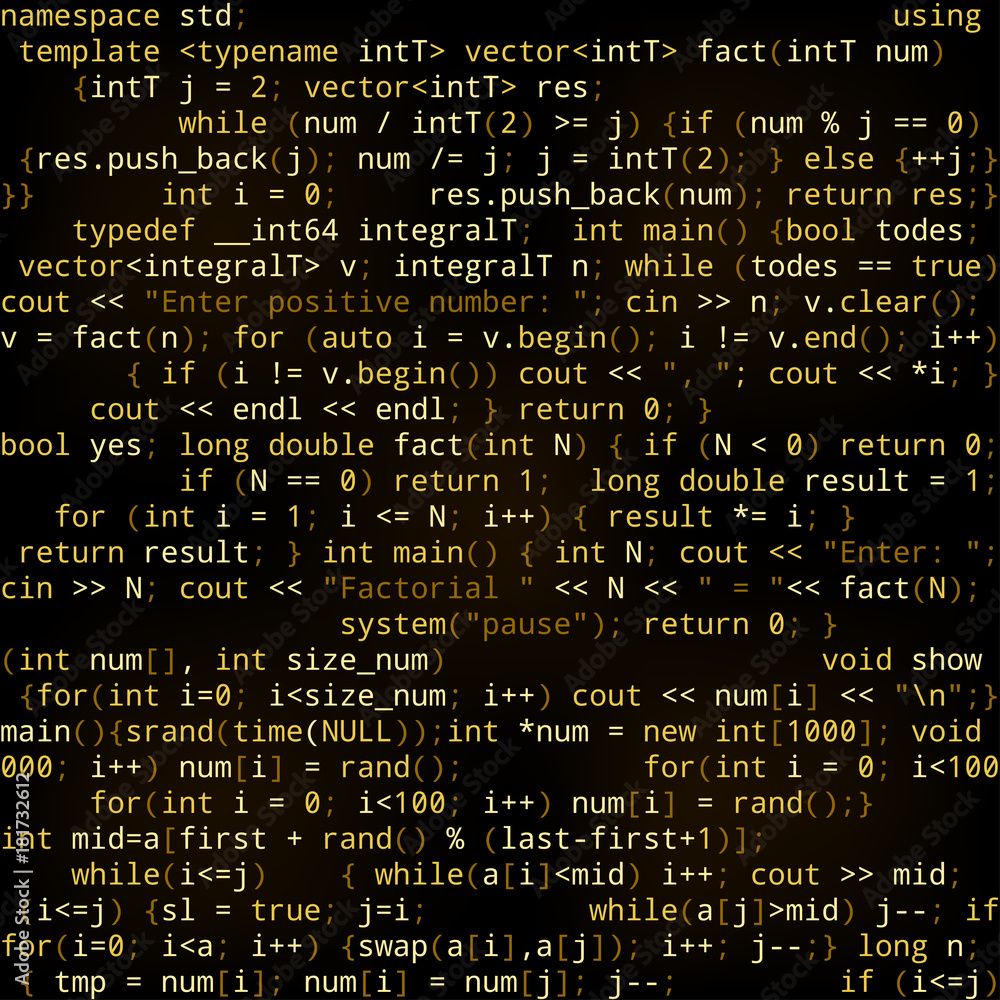 namespace std; using
template <typename intT> vector<intT> fact(intT num)
{intT j = 2; vector<intT> res;
while (num / intT(2) >= j) {if (num % j == 0)
{res.push_back(j); num /= j; j = intT(2); } else {++j;}
}} int i = 0; res.push_back(num); return res;}
typedef __int64 integralT; int main() {bool todes;
vector<integralT> v; integralT n; while (todes == true)
cout << "Enter positive number: "; cin >> n; v.clear();
v = fact(n); for (auto i = v.begin(); i != v.end(); i++)
{ if (i != v.begin()) cout << ", "; cout << *i; }
cout << endl << endl; } return 0; }
bool yes; long double fact(int N) { if (N < 0) return 0;
if (N == 0) return 1; long double result = 1;
for (int i = 1; i <= N; i++) { result *= i; }
return result; } int main() { int N; cout << "Enter: ";
cin >> N; cout << "Factorial " << N << " = "<< fact(N);
system("pause"); return 0; }
(int num[], int size_num) void show
{for(int i=0; i<size_num; i++) cout << num[i] << "\n";}
main(){srand(time(NULL));int *num = new int[1000]; void
000; i++) num[i] = rand(); for(int i = 0; i<100
for(int i = 0; i<100; i++) num[i] = rand();}
int mid=a[first + rand() % (last-first+1)];
while(i<=j) { while(a[i]<mid) i++; cout >> mid;
i<=j) {sl = true; j=i; while(a[j]>mid) j--; if
for(i=0; i<a; i++) {swap(a[i],a[j]); i++; j--;} long n;
{ tmp = num[i]; num[i] = num[j]; j--; if (i<=j)
Adobe Stock | #181732612
Adobe Stock